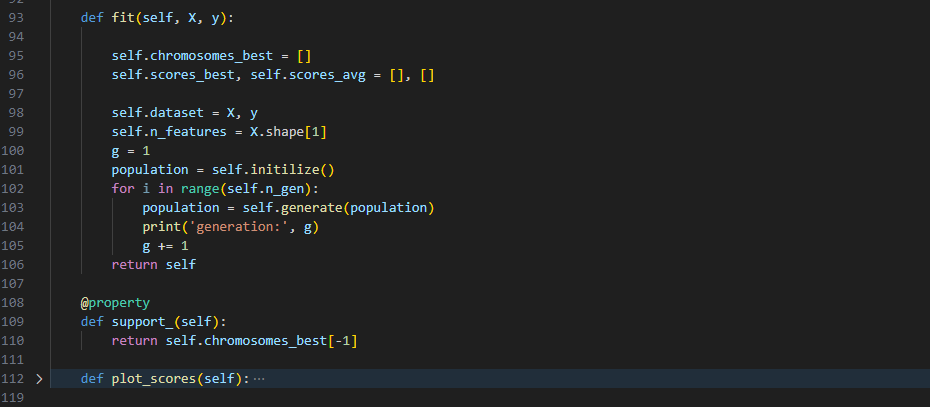 92
93 def fit(self, X, y):
94
95 self.chromosomes_best = []
96 self.scores_best, self.scores_avg = [], []
97
98 self.dataset = X, y
99 self.n_features = X.shape[1]
100 g = 1
101 population = self.initilize()
102 for i in range(self.n_gen):
103 population = self.generate(population)
104 print('generation:', g)
105 g += 1
106 return self
107
108 @property
109 def support_(self):
110 return self.chromosomes_best[-1]
111
112 def plot_scores(self):…
119